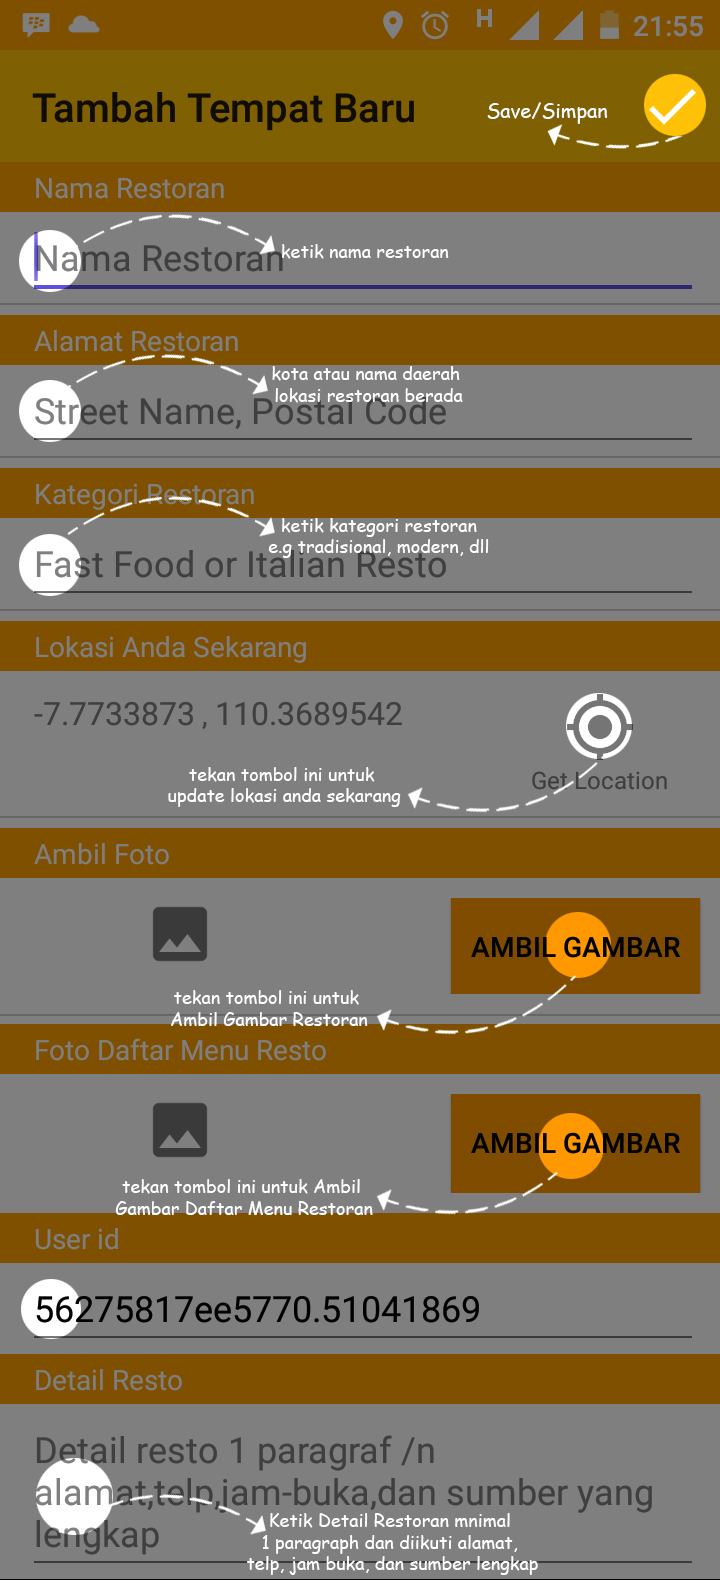 H 21:55
Tambah Tempat Baru
Save/Simpan
Nama Restoran
Nama Restoran
ketik nama restoran
Alamat Restoran
kota atau nama daerah
lokasi restoran berada
Street Name, Postal Code
Kategori Restoran
ketik kategori restoran
e.g tradisional, modern, dll
Fast Food or Italian Resto
Lokasi Anda Sekarang
-7.7733873 , 110.3689542
Get Location
tekan tombol ini untuk
update lokasi anda sekarang
Ambil Foto
AMBIL GAMBAR
tekan tombol ini untuk
Ambil Gambar Restoran
Foto Daftar Menu Resto
AMBIL GAMBAR
tekan tombol ini untuk Ambil
Gambar Daftar Menu Restoran
User id
56275817ee5770.51041869
Detail Resto
Detail resto 1 paragraf /n
alamat,telp,jam-buka,dan sumber yang
lengkap
Ketik Detail Restoran mnimal
1 paragraph dan diikuti alamat,
telp, jam buka, dan sumber lengkap